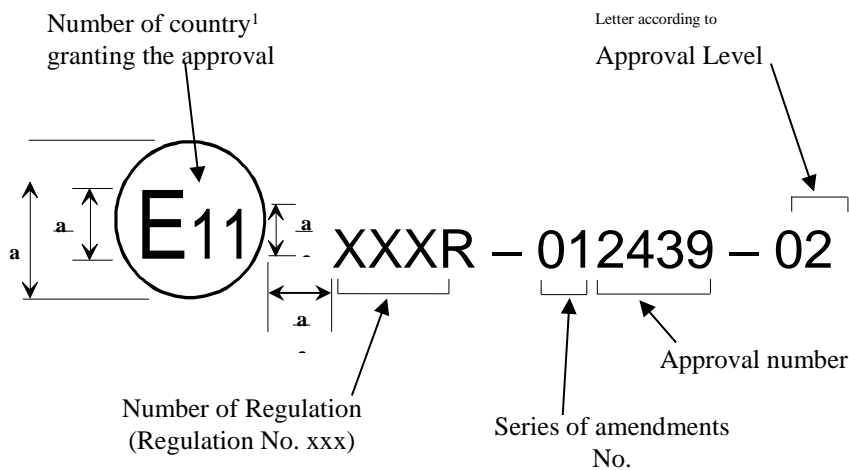 Number of country1
granting the approval
Letter according to
Approval Level
a
a
E11
a
XXXR – 012439 – 02
a
Approval number
Number of Regulation
(Regulation No. xxx)
Series of amendments
No.